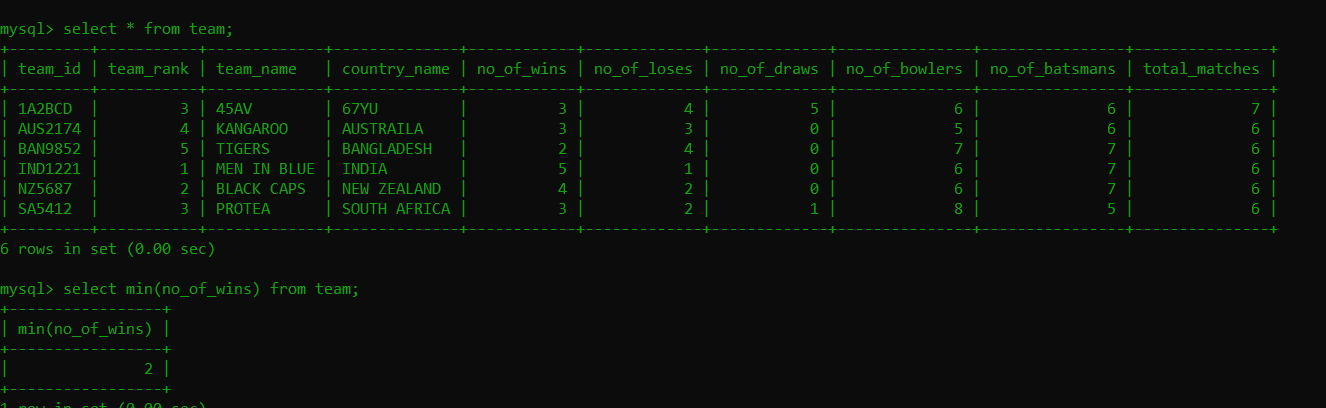 mysql> select * from team;
+---------+-----------+-------------+--------------+------------+-------------+-------------+---------------+----------------+---------------+
| team_id | team_rank | team_name   | country_name | no_of_wins | no_of_loses | no_of_draws | no_of_bowlers | no_of_batsmans | total_matches |
+---------+-----------+-------------+--------------+------------+-------------+-------------+---------------+----------------+---------------+
| 1A2BCD  |         3 | 45AV        | 67YU         |          3 |           4 |           5 |             6 |              6 |             7 |
| AUS2174 |         4 | KANGAROO    | AUSTRAILA    |          3 |           3 |           0 |             5 |              6 |             6 |
| BAN9852 |         5 | TIGERS      | BANGLADESH   |          2 |           4 |           0 |             7 |              7 |             6 |
| IND1221 |         1 | MEN IN BLUE | INDIA        |          5 |           1 |           0 |             6 |              7 |             6 |
| NZ5687  |         2 | BLACK CAPS  | NEW ZEALAND  |          4 |           2 |           0 |             6 |              7 |             6 |
| SA5412  |         3 | PROTEA      | SOUTH AFRICA |          3 |           2 |           1 |             8 |              5 |             6 |
+---------+-----------+-------------+--------------+------------+-------------+-------------+---------------+----------------+---------------+
6 rows in set (0.00 sec)
mysql> select min(no_of_wins) from team;
+-----------------+
| min(no_of_wins) |
+-----------------+
|               2 |
+-----------------+
1 row in set (0.00 sec)